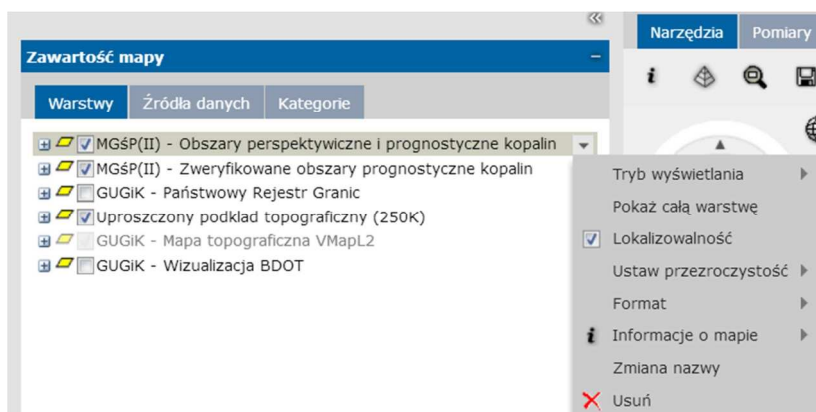 Zawartość mapy
Warstwy Źródła danych Kategorie
MGśP(II) - Obszary perspektywiczne i prognostyczne kopalin
MGśP(II) - Zweryfikowane obszary prognostyczne kopalin
GUGiK - Państwowy Rejestr Granic
Uproszczony podkład topograficzny (250K)
GUGiK - Mapa topograficzna VMapL2
GUGiK - Wizualizacja BDOT
Narzędzia Pomiary
Tryb wyświetlania
Pokaż całą warstwę
Lokalizowalność
Ustaw przezroczystość
Format
Informacje o mapie
Zmiana nazwy
Usuń